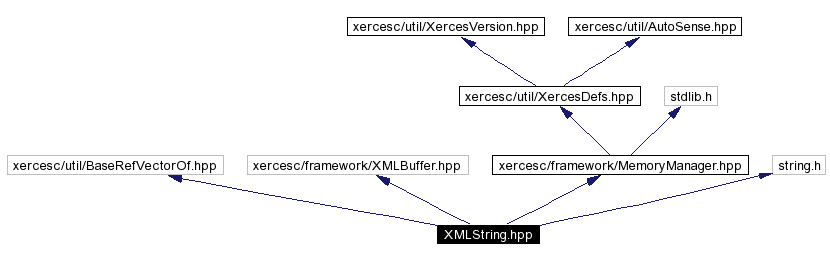 xercesc/util/XercesVersion.hpp
xercesc/util/AutoSense.hpp
xercesc/util/XercesDefs.hpp
stdlib.h
xercesc/util/BaseRefVectorOf.hpp
xercesc/framework/XMLBuffer.hpp
xercesc/framework/MemoryManager.hpp
string.h
XMLString.hpp